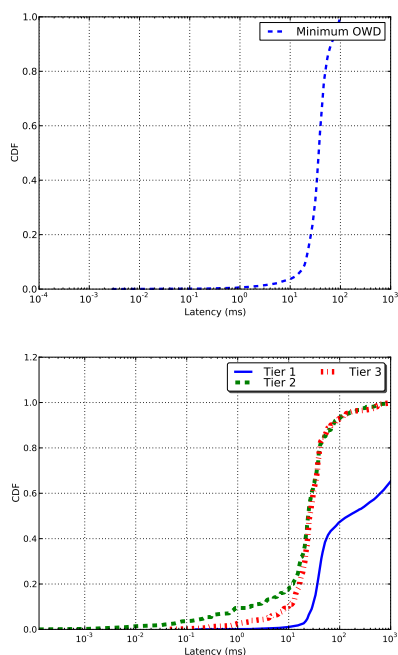 1.0
0.8
0.6
0.4
0.2
0.0
CDF
Minimum OWD
10^-4 10^-3 10^-2 10^-1 10^0 10^1 10^2 10^3
Latency (ms)
1.2
1.0
0.8
0.6
0.4
0.2
0.0
CDF
Tier 1 Tier 3
Tier 2
10^-3 10^-2 10^-1 10^0 10^1 10^2 10^3
Latency (ms)